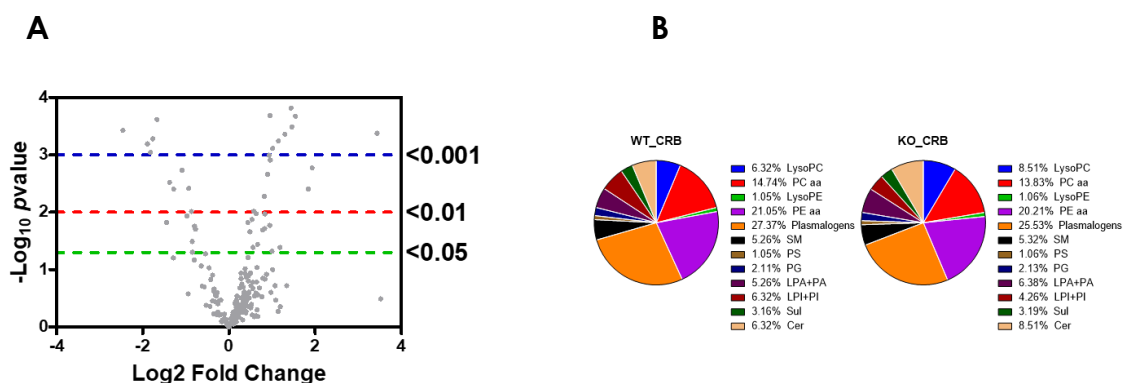 A
B
4
3
2
1
0
-4
-2
0
2
4
-Log10 pvalue
Log2 Fold Change
<0.001
<0.01
<0.05
WT_CRB
6.32% LysoPC
14.74% PC aa
1.05% LysoPE
21.05% PE aa
27.37% Plasmalogens
5.26% SM
1.05% PS
2.11% PG
5.26% LPA+PA
6.32% LPI+PI
3.16% Sul
6.32% Cer
KO_CRB
8.51% LysoPC
13.83% PC aa
1.06% LysoPE
20.21% PE aa
25.53% Plasmalogens
5.32% SM
1.06% PS
2.13% PG
6.38% LPA+PA
4.26% LPI+PI
3.19% Sul
8.51% Cer